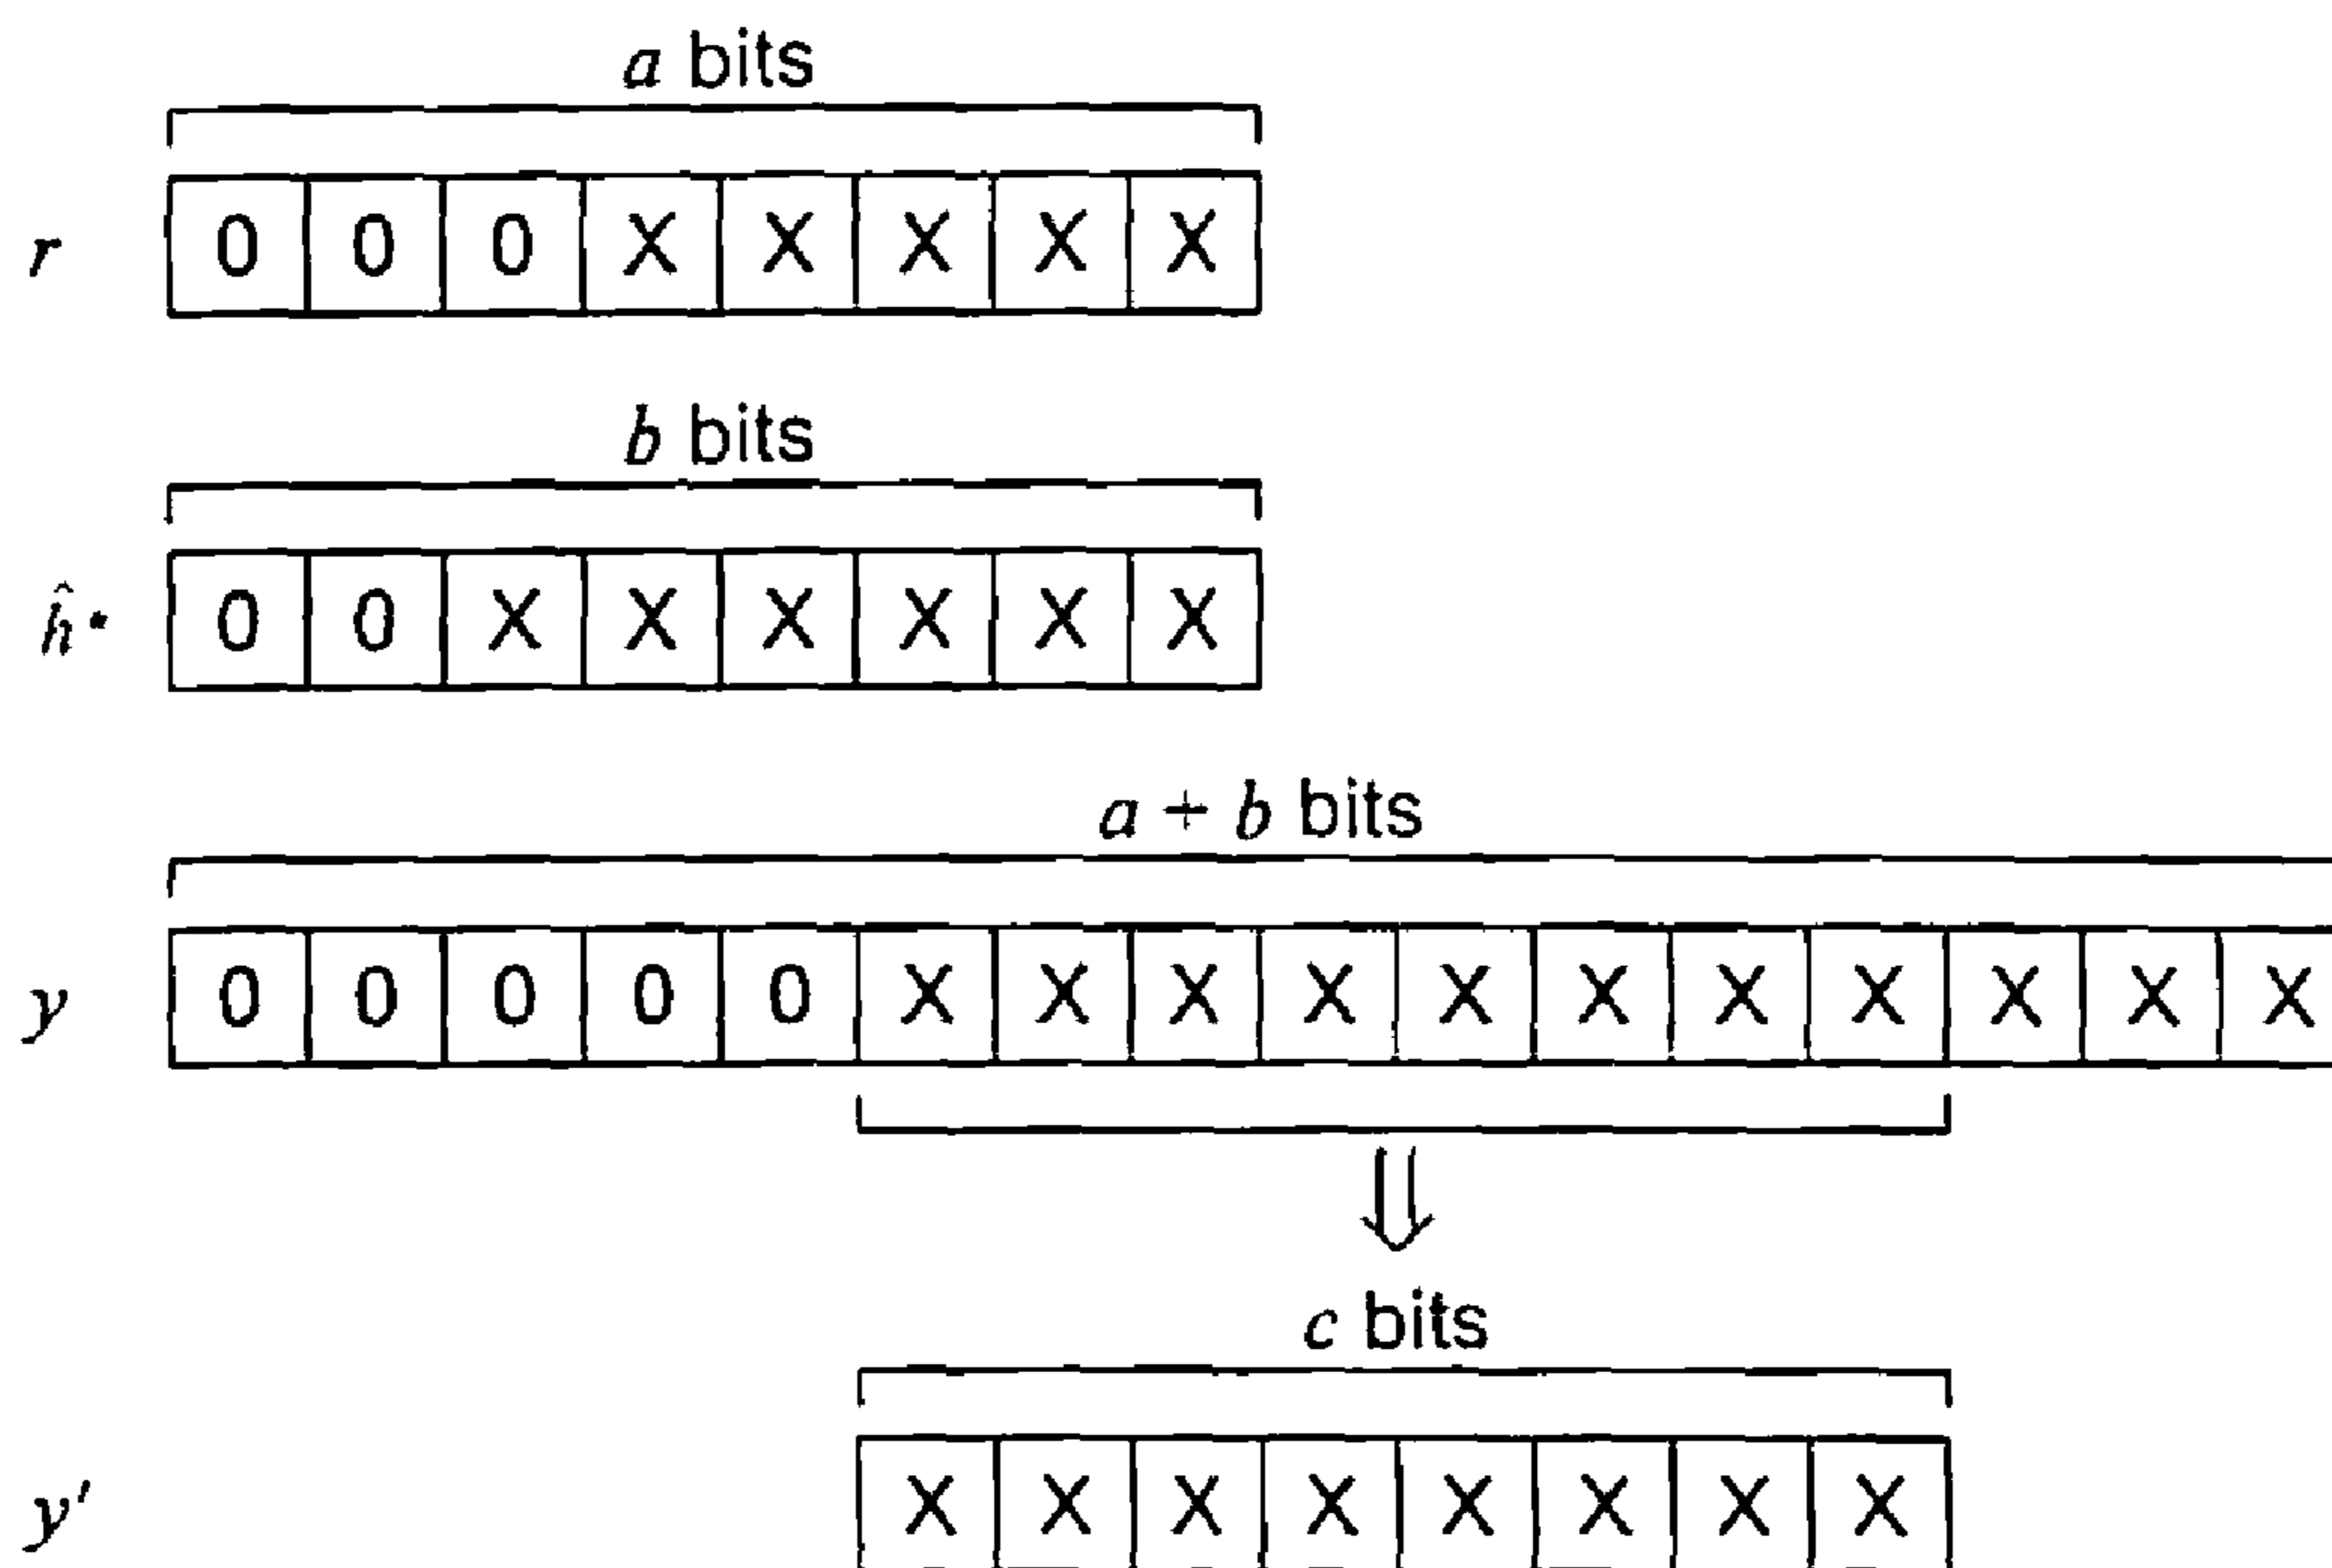 a bits
r 0 0 0 X X X X X
b bits
ĥ* 0 0 X X X X X X
a + b bits
y 0 0 0 0 0 X X X X X X X X X X X
c bits
y′ X X X X X X X X